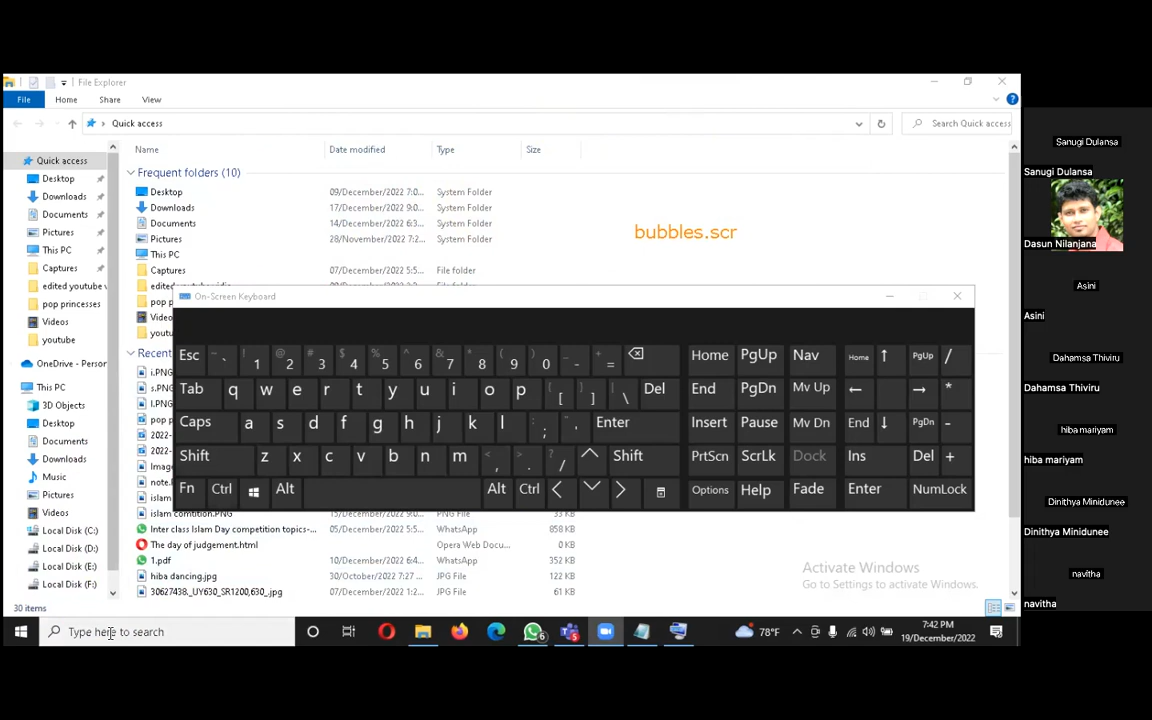 File Explorer
File Home Share View
Quick access Search Quick access
Name Date modified Type Size
Quick access
Desktop
Downloads
Documents
Pictures
This PC
Captures
edited youtube v
pop princesses
Videos
youtube
OneDrive - Person
This PC
3D Objects
Desktop
Documents
Downloads
Music
Pictures
Videos
Local Disk (C:)
Local Disk (D:)
Local Disk (E:)
Local Disk (F:)
Frequent folders (10)
Desktop 09/December/2022 7:0... System Folder
Downloads 17/December/2022 9:0... System Folder
Documents 14/December/2022 6:3... System Folder
Pictures 28/November/2022 7:2... System Folder
This PC
Captures 07/December/2022 5:5... File folder
bubbles.scr
On-Screen Keyboard
Esc ~ ` ! 1 @ 2 # 3 $ 4 % 5 ^ 6 & 7 * 8 ( 9 ) 0 _ - + = Home PgUp Nav Home ↑ PgUp /
Tab q w e r t y u i o p { [ } ] | \ Del End PgDn Mv Up ← → *
Caps a s d f g h j k l : ; " ' Enter Insert Pause Mv Dn End ↓ PgDn -
Shift z x c v b n m < , > . ? / Shift PrtScn ScrLk Dock Ins Del +
Fn Ctrl Alt Alt Ctrl Options Help Fade Enter NumLock
Inter class Islam Day competition topics-... 05/December/2022 5:5... WhatsApp 858 KB
The day of judgement.html Opera Web Docu... 0 KB
1.pdf 10/December/2022 6:4... WhatsApp 352 KB
hiba dancing.jpg 30/October/2022 7:27 ... JPG File 122 KB
30627438._UY630_SR1200,630_.jpg 07/December/2022 1:2... JPG File 61 KB
Activate Windows
Go to Settings to activate Windows.
30 items
Type here to search
6
5
78°F
7:42 PM
19/December/2022
Sanugi Dulansa
Sanugi Dulansa
Dasun Nilanjana
Asini
Asini
Dahamsa Thiviru
Dahamsa Thiviru
hiba mariyam
hiba mariyam
Dinithya Minidunee
Dinithya Minidunee
navitha
navitha